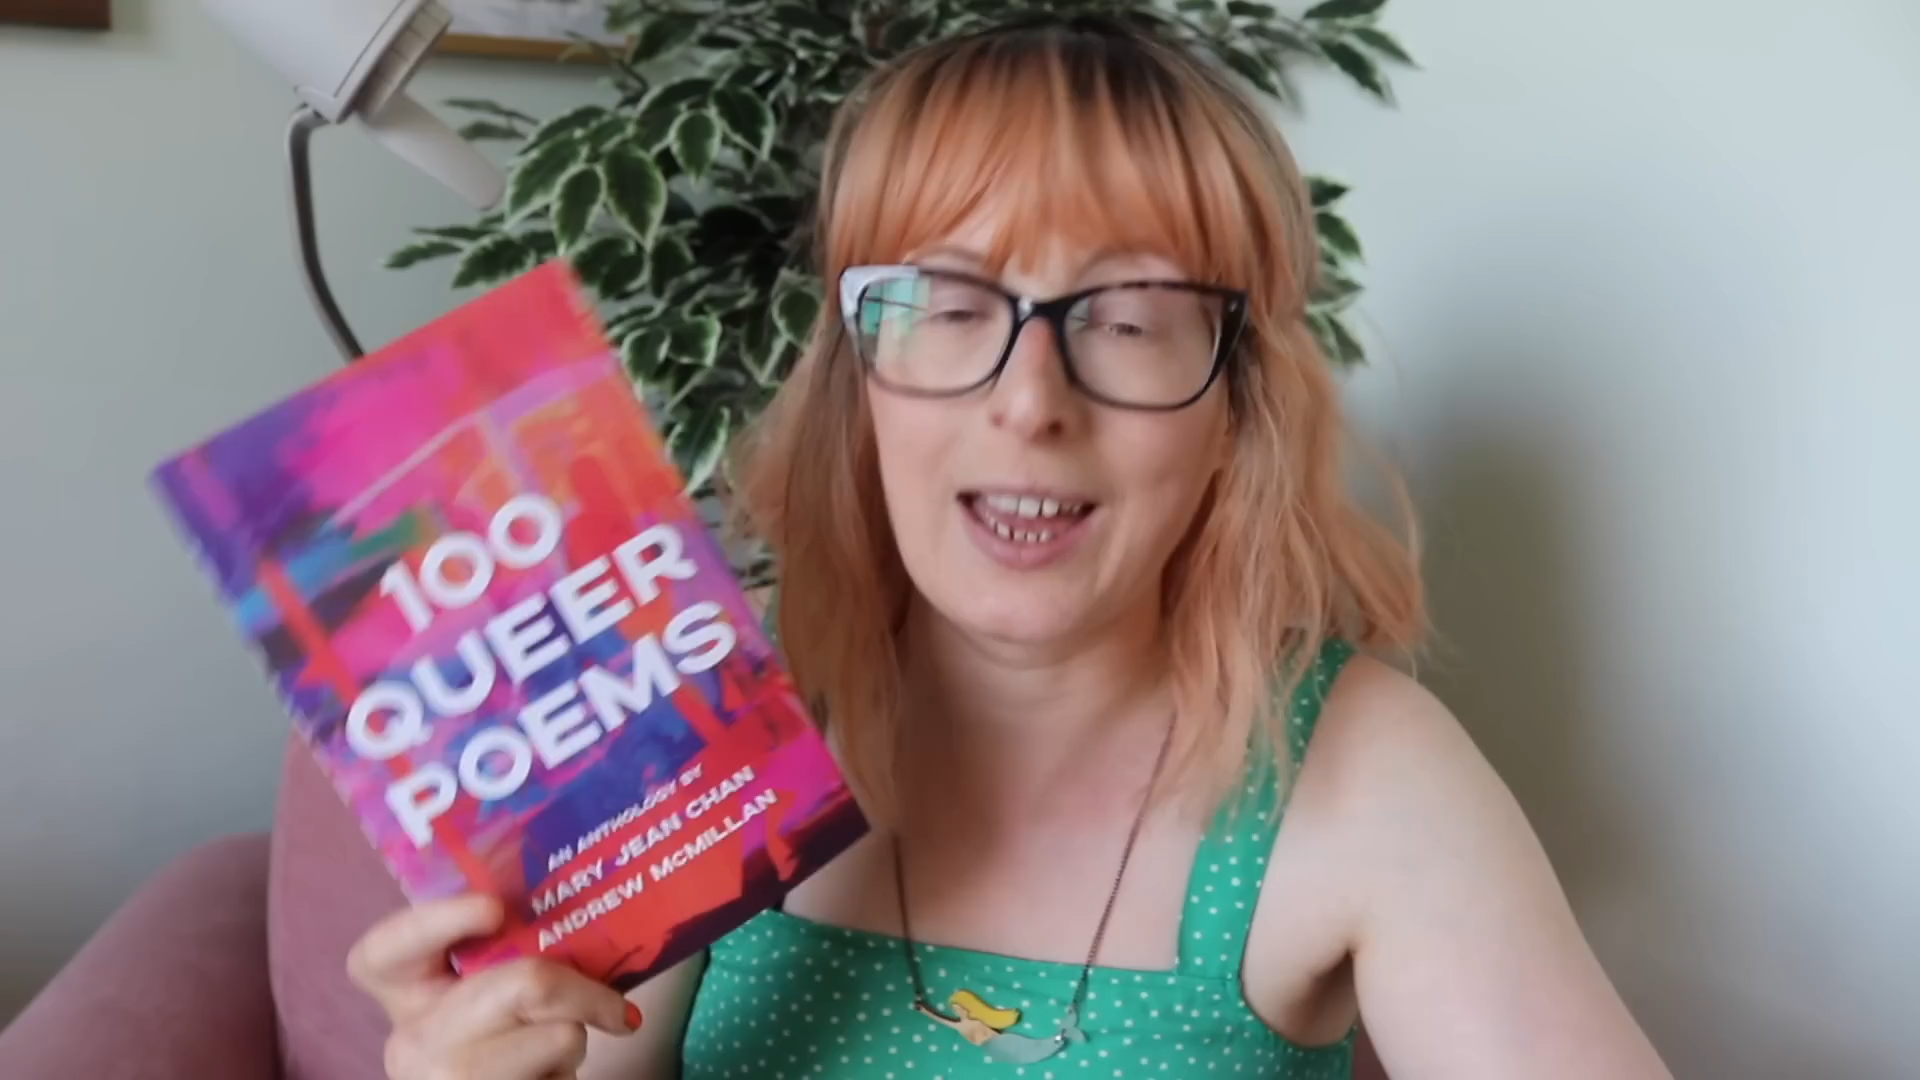 100
QUEER
POEMS
AN ANTHOLOGY BY
MARY JEAN CHAN
ANDREW McMILLAN